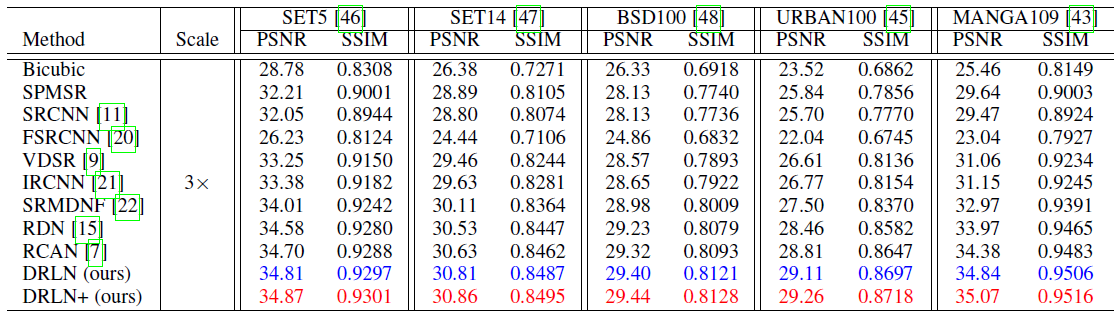 SET5 [46] SET14 [47] BSD100 [48] URBAN100 [45] MANGA109 [43]
Method Scale PSNR SSIM PSNR SSIM PSNR SSIM PSNR SSIM PSNR SSIM
Bicubic 28.78 0.8308 26.38 0.7271 26.33 0.6918 23.52 0.6862 25.46 0.8149
SPMSR 32.21 0.9001 28.89 0.8105 28.13 0.7740 25.84 0.7856 29.64 0.9003
SRCNN [11] 32.05 0.8944 28.80 0.8074 28.13 0.7736 25.70 0.7770 29.47 0.8924
FSRCNN [20] 26.23 0.8124 24.44 0.7106 24.86 0.6832 22.04 0.6745 23.04 0.7927
VDSR [9] 33.25 0.9150 29.46 0.8244 28.57 0.7893 26.61 0.8136 31.06 0.9234
IRCNN [21] 3× 33.38 0.9182 29.63 0.8281 28.65 0.7922 26.77 0.8154 31.15 0.9245
SRMDNF [22] 34.01 0.9242 30.11 0.8364 28.98 0.8009 27.50 0.8370 32.97 0.9391
RDN [15] 34.58 0.9280 30.53 0.8447 29.23 0.8079 28.46 0.8582 33.97 0.9465
RCAN [7] 34.70 0.9288 30.63 0.8462 29.32 0.8093 28.81 0.8647 34.38 0.9483
DRLN (ours) 34.81 0.9297 30.81 0.8487 29.40 0.8121 29.11 0.8697 34.84 0.9506
DRLN+ (ours) 34.87 0.9301 30.86 0.8495 29.44 0.8128 29.26 0.8718 35.07 0.9516